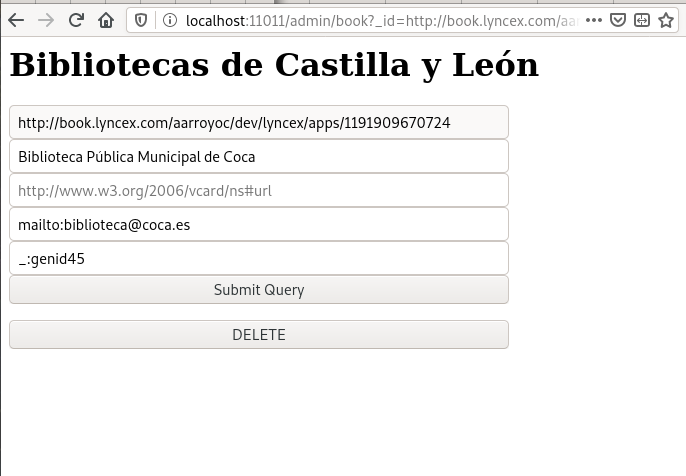 localhost:11011/admin/book?_id=http://book.lyncex.com/aa
Bibliotecas de Castilla y León
http://book.lyncex.com/aarroyoc/dev/lyncex/apps/1191909670724
Biblioteca Pública Municipal de Coca
http://www.w3.org/2006/vcard/ns#url
mailto:biblioteca@coca.es
_:genid45
Submit Query
DELETE